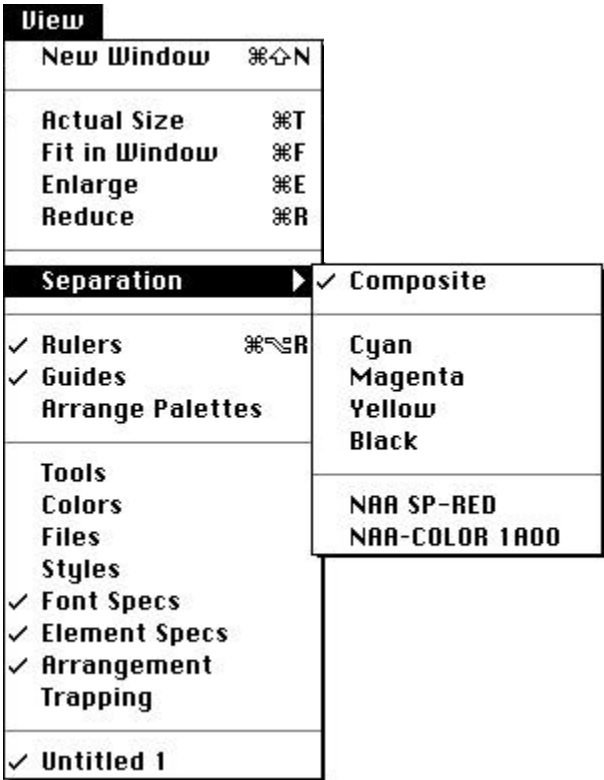 View
New Window ⌘⇧N
Actual Size ⌘T
Fit in Window ⌘F
Enlarge ⌘E
Reduce ⌘R
Separation ▶
✓ Composite
Cyan
Magenta
Yellow
Black
NAA SP-RED
NAA-COLOR 1A00
✓ Rulers ⌘⌥R
✓ Guides
Arrange Palettes
Tools
Colors
Files
Styles
✓ Font Specs
✓ Element Specs
✓ Arrangement
Trapping
✓ Untitled 1